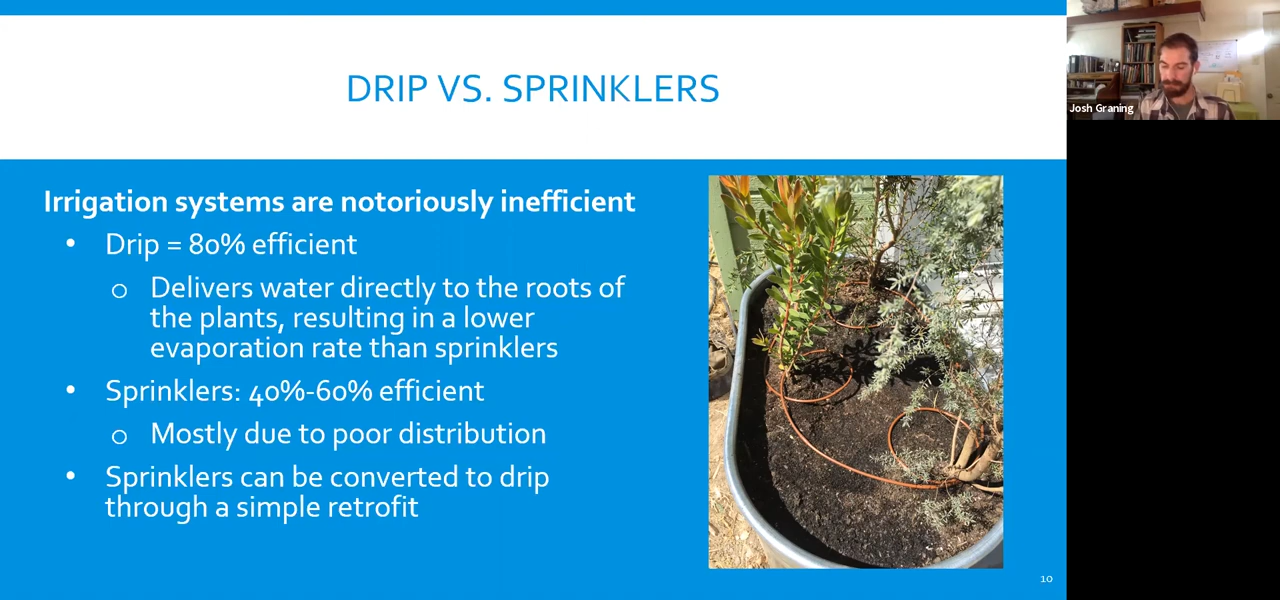 DRIP VS. SPRINKLERS
Josh Graning
Irrigation systems are notoriously inefficient
• Drip = 80% efficient
o Delivers water directly to the roots of
the plants, resulting in a lower
evaporation rate than sprinklers
• Sprinklers: 40%-60% efficient
o Mostly due to poor distribution
• Sprinklers can be converted to drip
through a simple retrofit
10